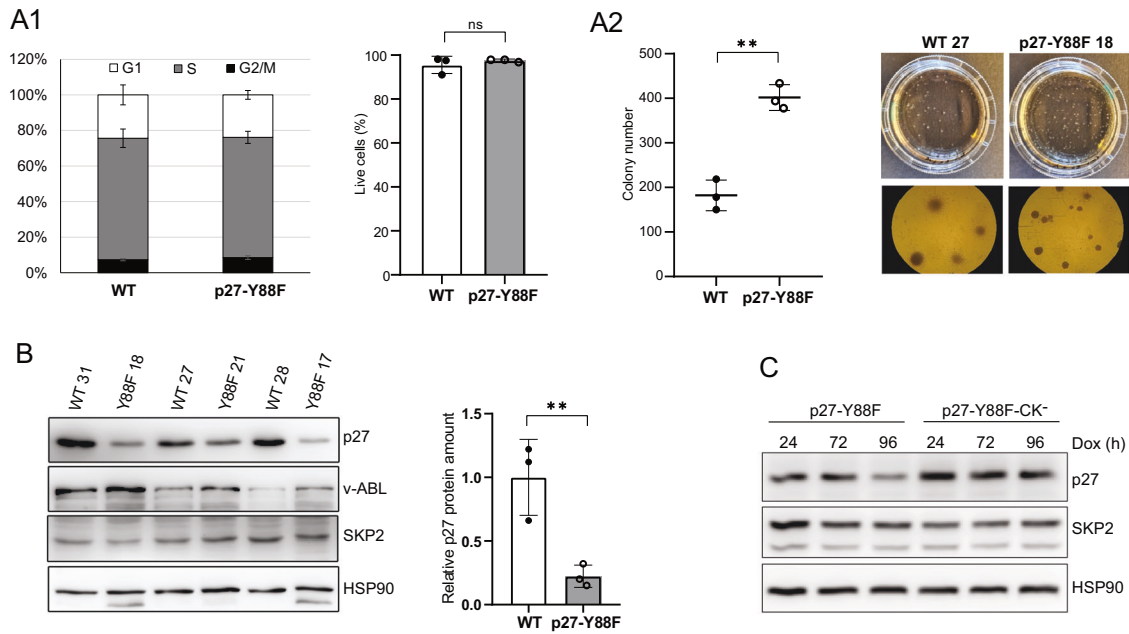 A1
120%
100%
80%
60%
40%
20%
0%
G1 S G2/M
WT p27-Y88F
ns
Live cells (%)
100
80
60
40
20
0
WT
p27-Y88F
A2
**
Colony number
500
400
300
200
100
0
WT
p27-Y88F
WT 27 p27-Y88F 18
B
WT 31 Y88F 18 WT 27 Y88F 21 WT 28 Y88F 17
p27
v-ABL
SKP2
HSP90
**
Relative p27 protein amount
1.5
1.0
0.5
0.0
WT
p27-Y88F
C
p27-Y88F p27-Y88F-CK⁻
24 72 96 24 72 96 Dox (h)
p27
SKP2
HSP90